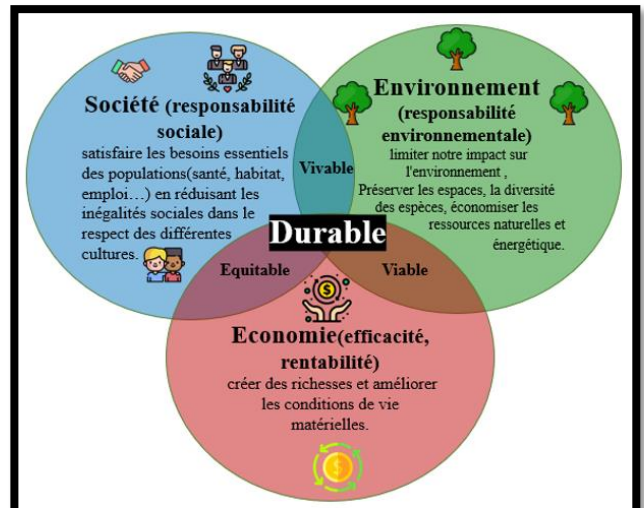 Société (responsabilité
sociale)
satisfaire les besoins essentiels
des populations(santé, habitat,
emploi…) en réduisant les
inégalités sociales dans le
respect des différentes
cultures.
Environnement
(responsabilité
environnementale)
limiter notre impact sur
l'environnement ,
Préserver les espaces, la diversité
des espèces, économiser les
ressources naturelles et
énergétique.
Vivable
Durable
Equitable
Viable
Economie(efficacité,
rentabilité)
créer des richesses et améliorer
les conditions de vie
matérielles.